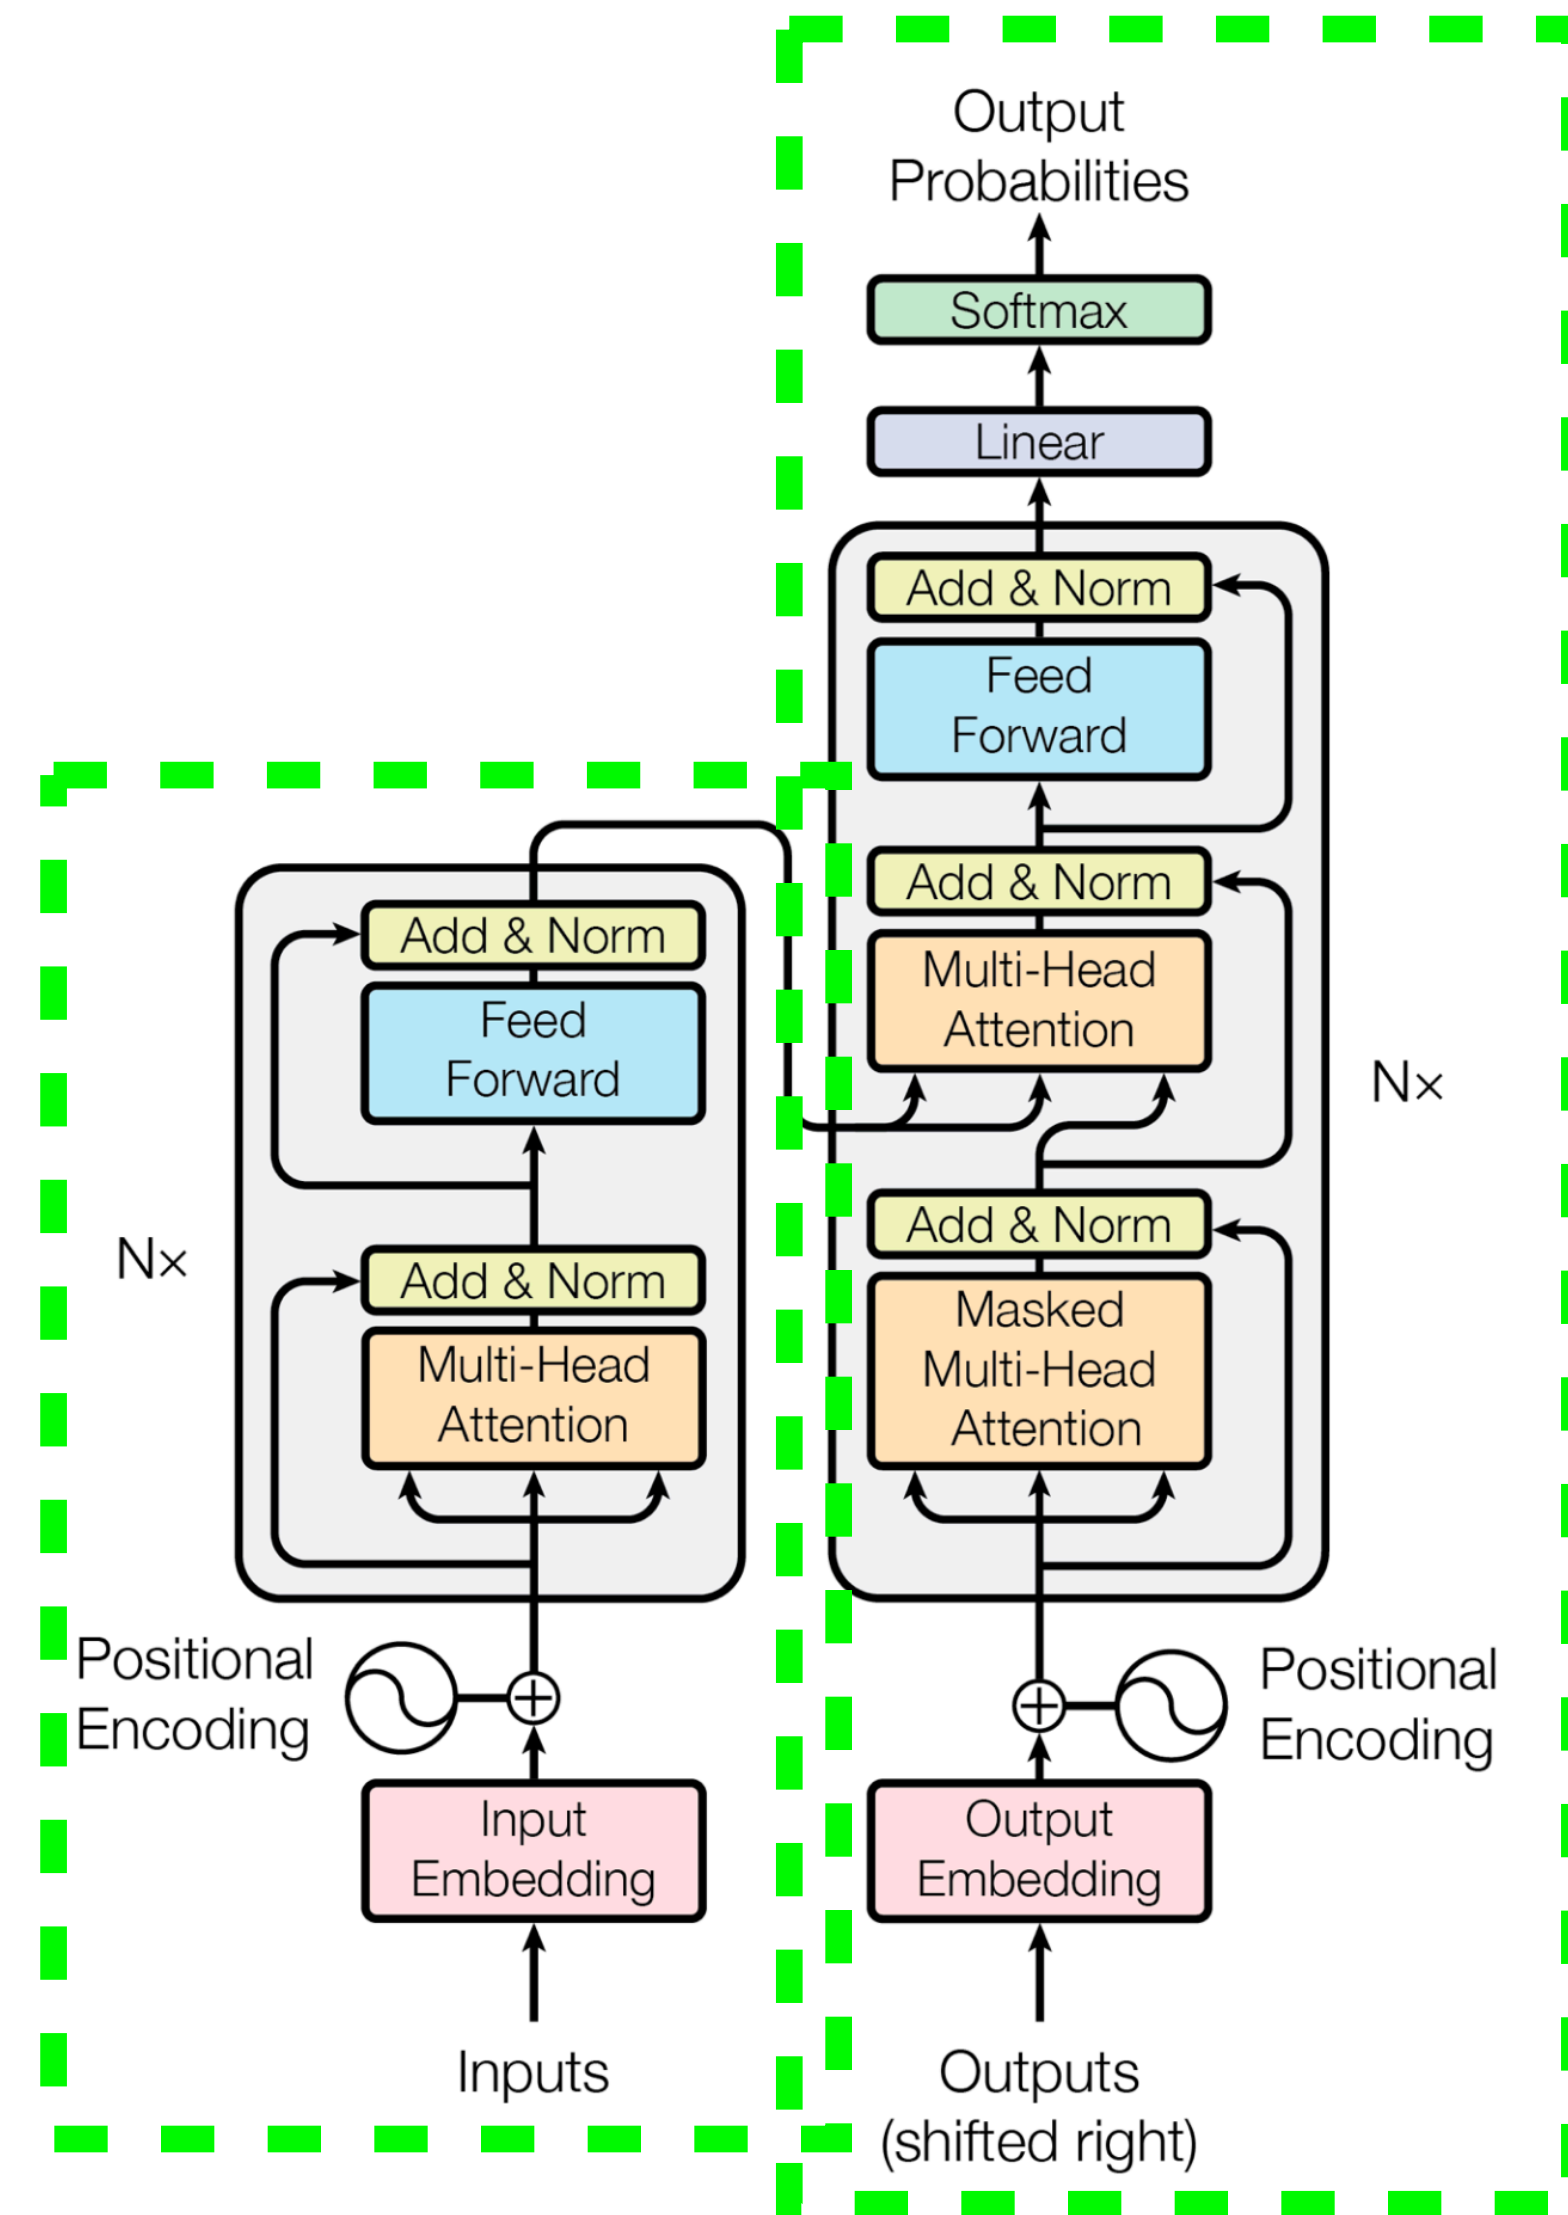 Output
Probabilities
Softmax
Linear
Add & Norm
Feed
Forward
Add & Norm
Multi-Head
Attention
Nx
Add & Norm
Masked
Multi-Head
Attention
Positional
Encoding
Output
Embedding
Outputs
(shifted right)
Add & Norm
Feed
Forward
Nx
Add & Norm
Multi-Head
Attention
Positional
Encoding
Input
Embedding
Inputs